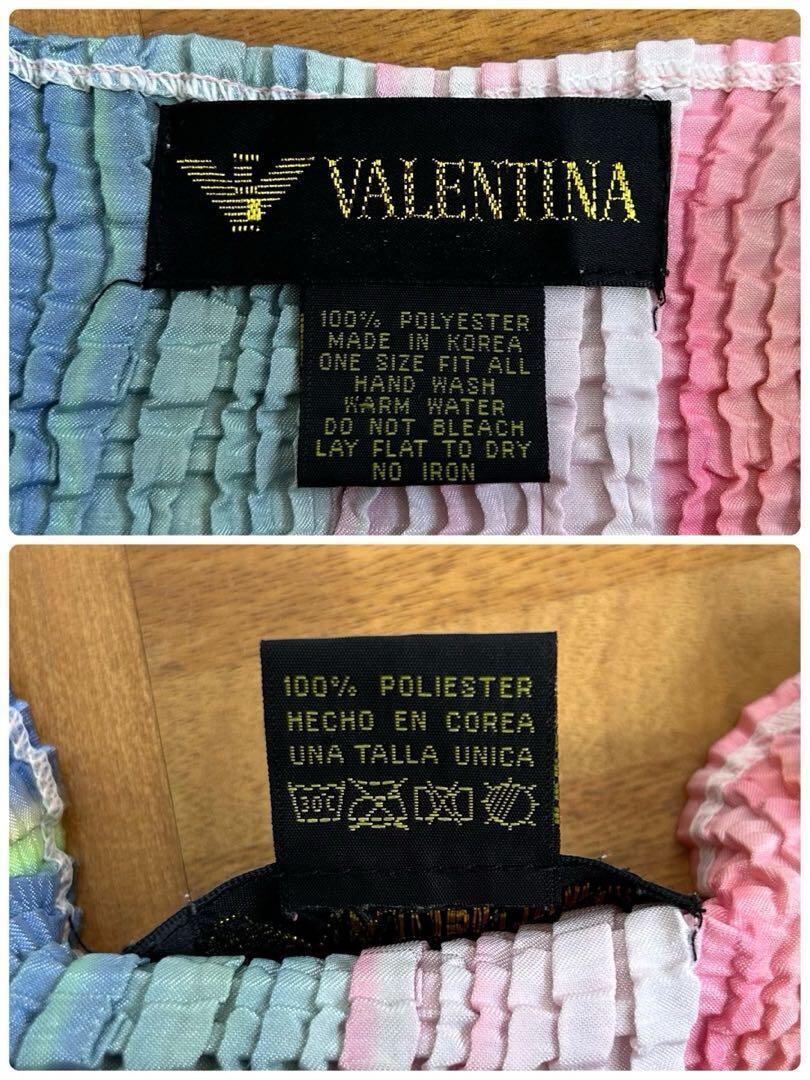 VALENTINA
100% POLYESTER
MADE IN KOREA
ONE SIZE FIT ALL
HAND WASH
WARM WATER
DO NOT BLEACH
LAY FLAT TO DRY
NO IRON
100% POLIESTER
HECHO EN COREA
UNA TALLA UNICA
30C